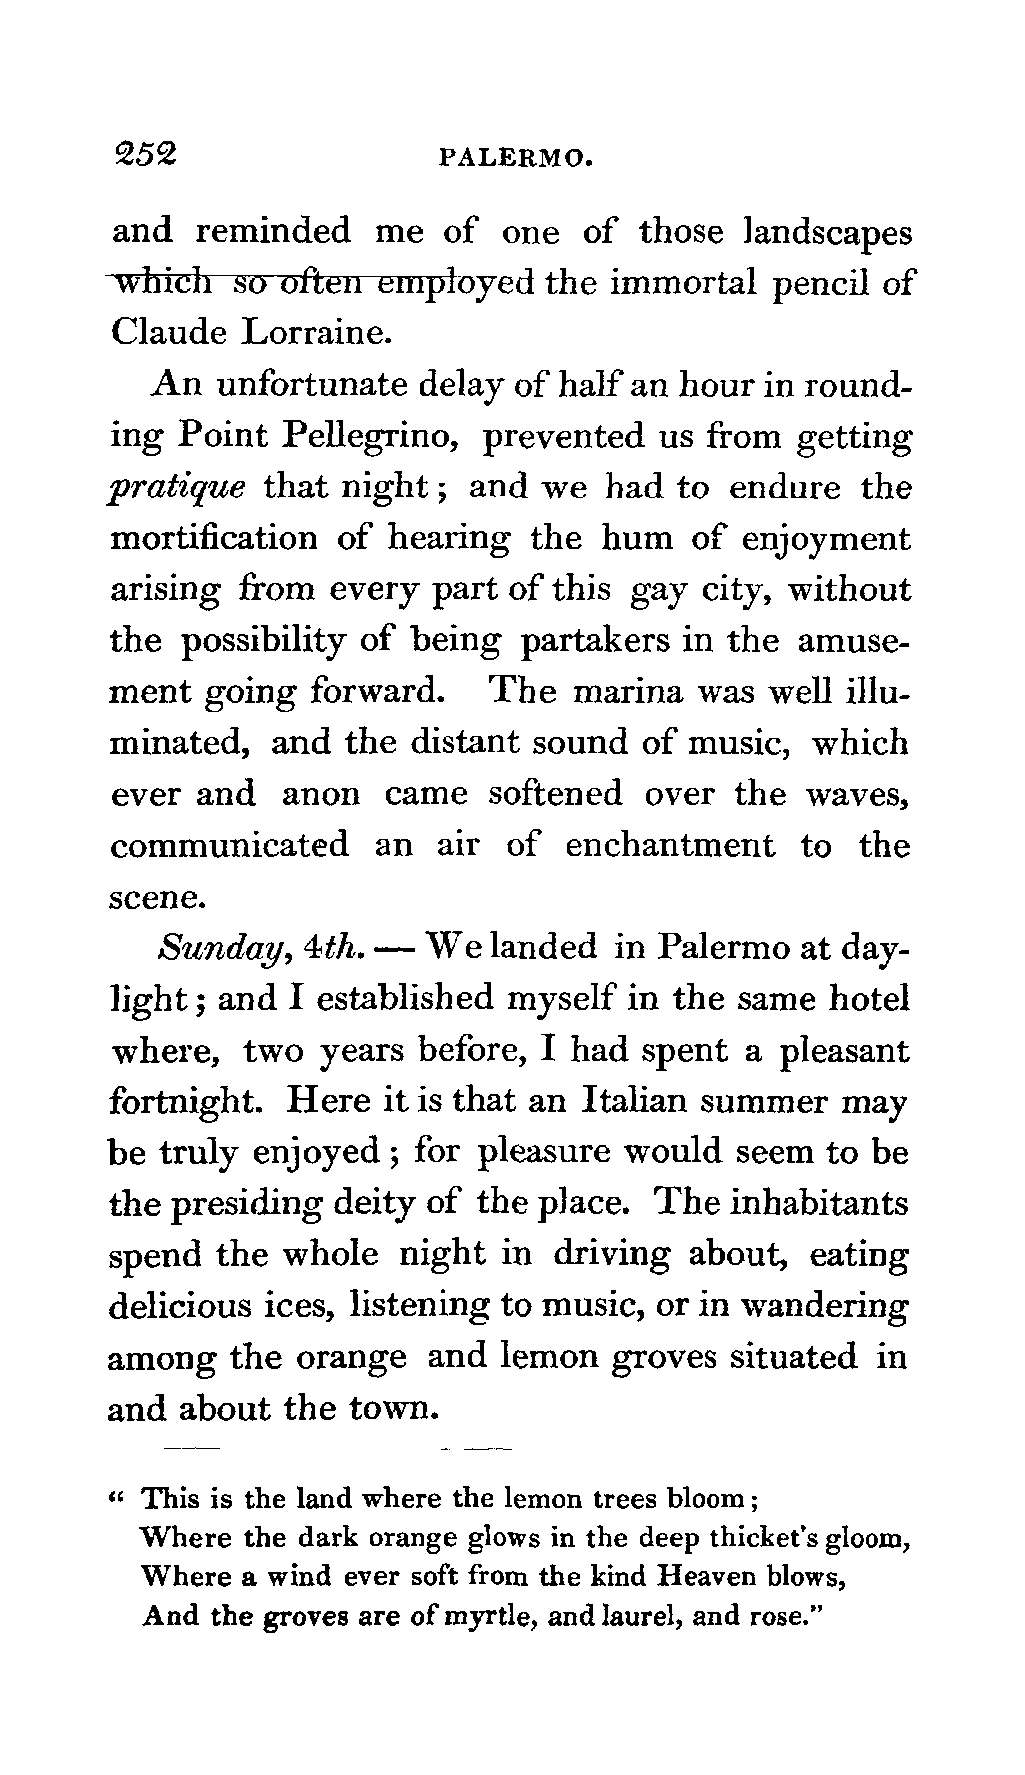 252 PALERMO.
and reminded me of one of those landscapes
which so often employed the immortal pencil of
Claude Lorraine.
An unfortunate delay of half an hour in round-
ing Point Pellegrino, prevented us from getting
pratique that night; and we had to endure the
mortification of hearing the hum of enjoyment
arising from every part of this gay city, without
the possibility of being partakers in the amuse-
ment going forward. The marina was well illu-
minated, and the distant sound of music, which
ever and anon came softened over the waves,
communicated an air of enchantment to the
scene.
Sunday, 4th. — We landed in Palermo at day-
light; and I established myself in the same hotel
where, two years before, I had spent a pleasant
fortnight. Here it is that an Italian summer may
be truly enjoyed; for pleasure would seem to be
the presiding deity of the place. The inhabitants
spend the whole night in driving about, eating
delicious ices, listening to music, or in wandering
among the orange and lemon groves situated in
and about the town.
“ This is the land where the lemon trees bloom;
Where the dark orange glows in the deep thicket's gloom,
Where a wind ever soft from the kind Heaven blows,
And the groves are of myrtle, and laurel, and rose.”